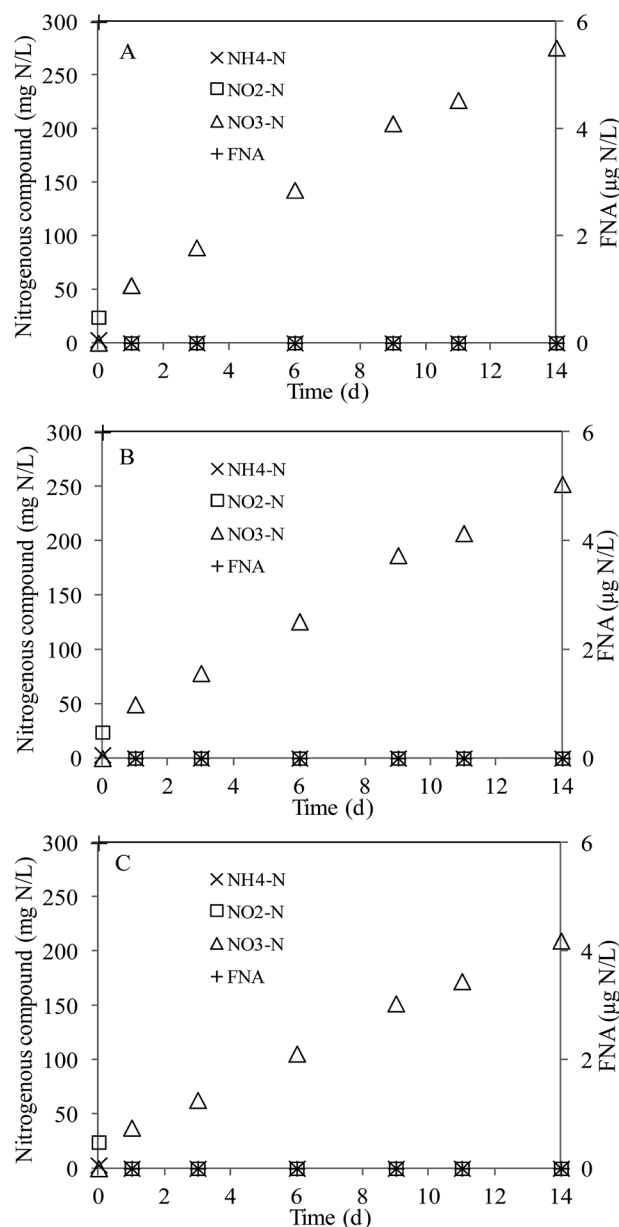 A
NH4-N
NO2-N
NO3-N
FNA
300
250
200
150
100
50
0
6
4
2
0
0 2 4 6 8 10 12 14
Nitrogenous compound (mg N/L)
FNA (µg N/L)
Time (d)
B
NH4-N
NO2-N
NO3-N
FNA
300
250
200
150
100
50
0
6
4
2
0
0 2 4 6 8 10 12 14
Nitrogenous compound (mg N/L)
FNA (µg N/L)
Time (d)
C
NH4-N
NO2-N
NO3-N
FNA
300
250
200
150
100
50
0
6
4
2
0
0 2 4 6 8 10 12 14
Nitrogenous compound (mg N/L)
FNA (µg N/L)
Time (d)